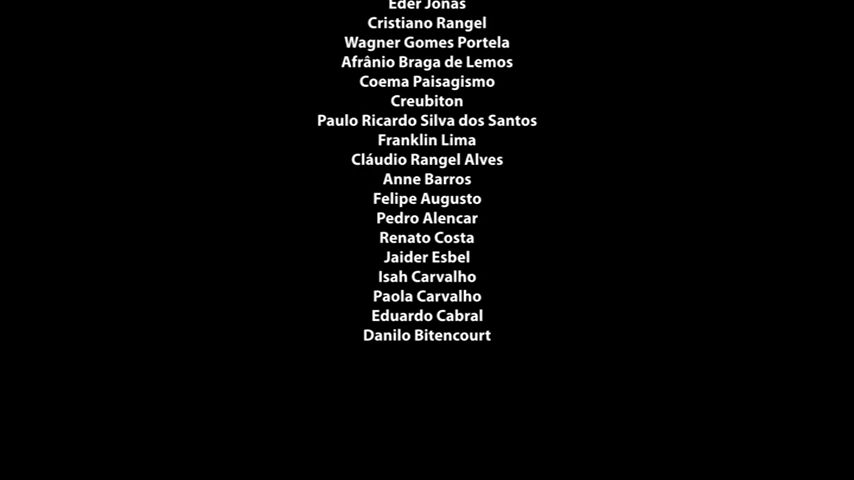 Eder Jonas
Cristiano Rangel
Wagner Gomes Portela
Afrânio Braga de Lemos
Coema Paisagismo
Creubiton
Paulo Ricardo Silva dos Santos
Franklin Lima
Cláudio Rangel Alves
Anne Barros
Felipe Augusto
Pedro Alencar
Renato Costa
Jaider Esbel
Isah Carvalho
Paola Carvalho
Eduardo Cabral
Danilo Bitencourt